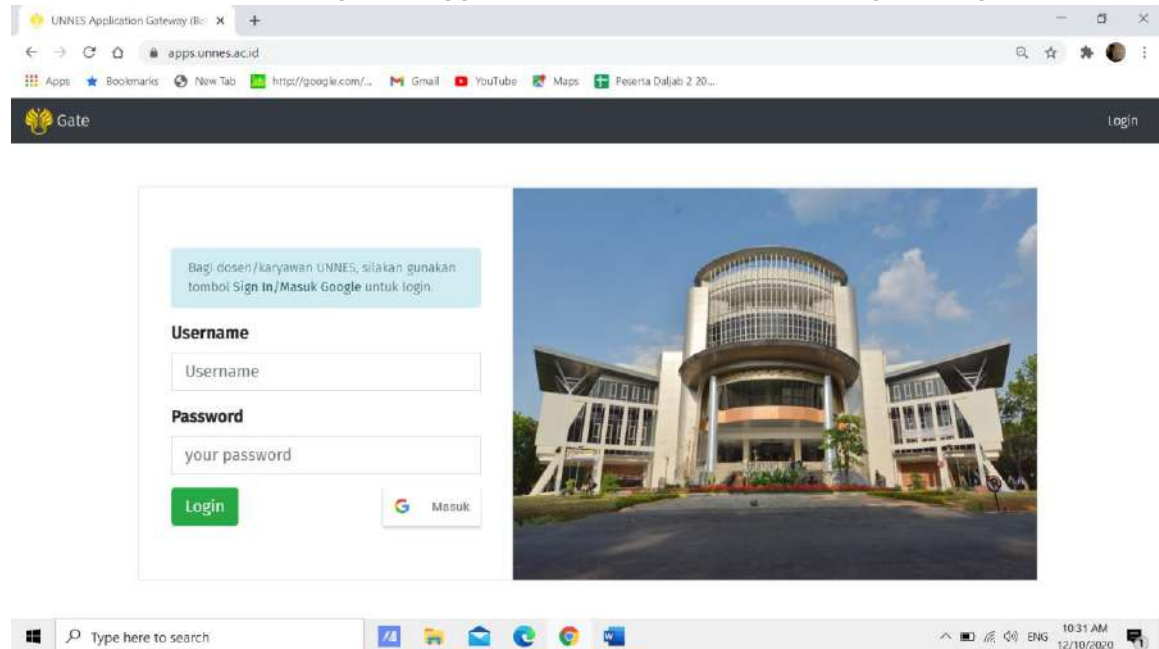 UNNES Application Gateway (Be
apps.unnes.ac.id
Apps
Bookmarks
New Tab
http://google.com/...
Gmail
YouTube
Maps
Peserta Daljab 2 20...
Gate
Login
Bagi dosen/karyawan UNNES, silakan gunakan
tombol Sign In/Masuk Google untuk login.
Username
Username
Password
your password
Login
Masuk
Type here to search
ENG
10:31 AM
12/10/2020